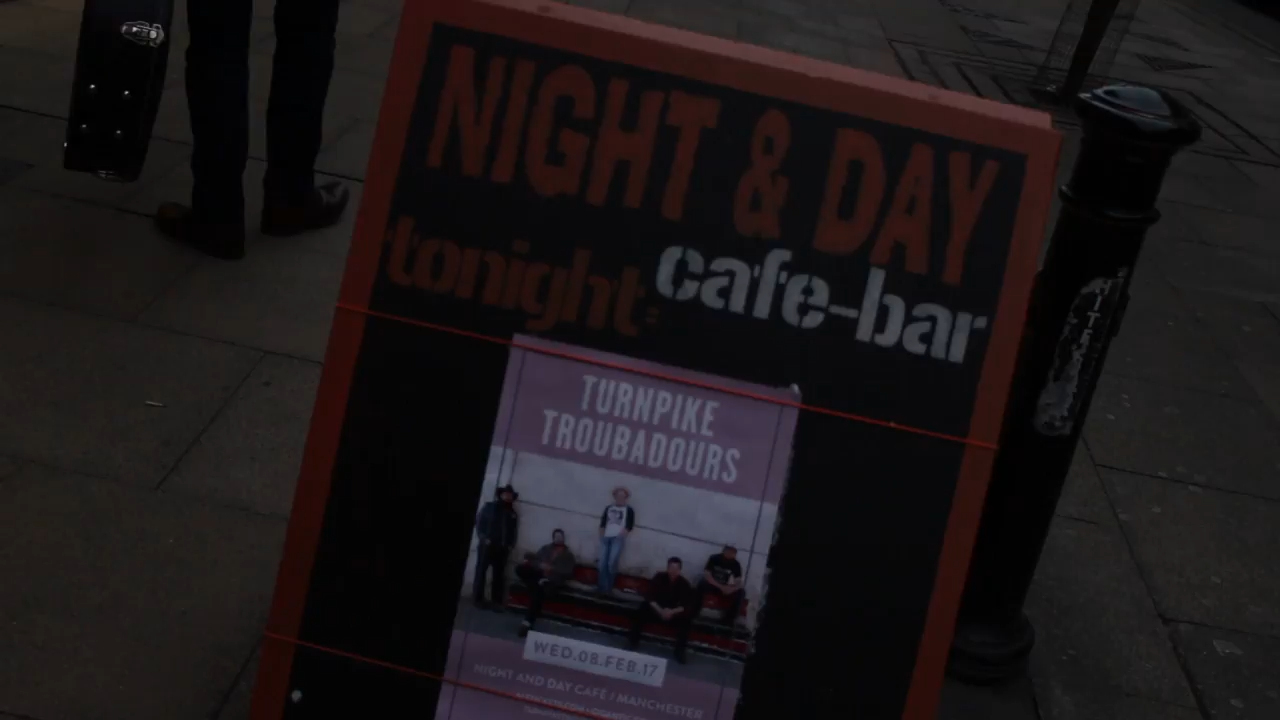 NIGHT & DAY
tonight:
cafe-bar
TURNPIKE
TROUBADOURS
WED.08.FEB.17
NIGHT AND DAY CAFE / MANCHESTER